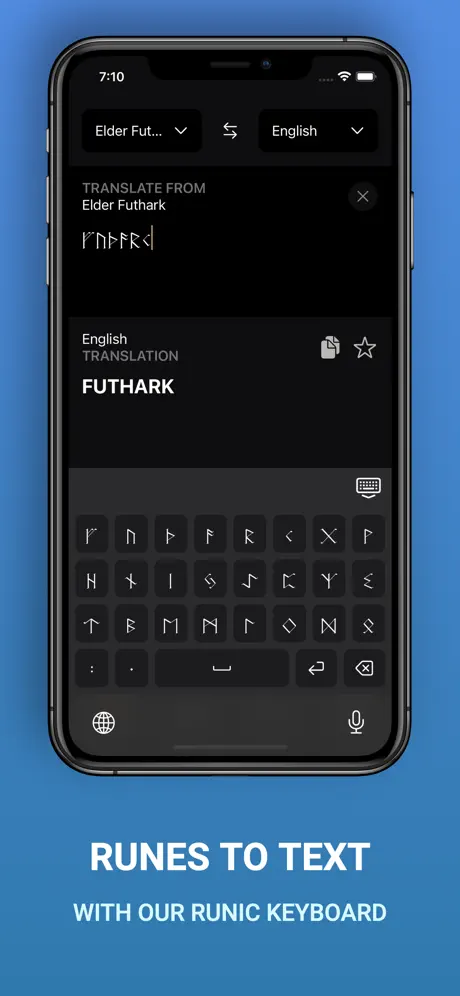 7:10
Elder Fut...
English
TRANSLATE FROM
Elder Futhark
ᚠᚢᚦᚨᚱᚲ
English
TRANSLATION
FUTHARK
ᚠ ᚢ ᚦ ᚨ ᚱ ᚲ ᚷ ᚹ
ᚺ ᚾ ᛁ ᛃ ᛇ ᛈ ᛉ ᛊ
ᛏ ᛒ ᛖ ᛗ ᛚ ᛜ ᛞ ᛟ
: ·
RUNES TO TEXT
WITH OUR RUNIC KEYBOARD